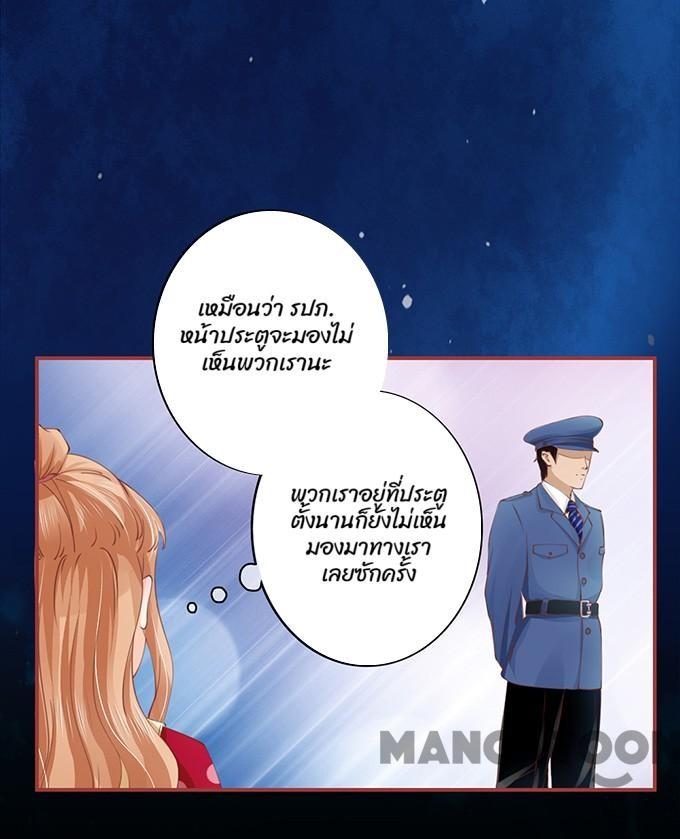 เหมือนว่า รปภ.
หน้าประตูจะมองไม่
เห็นพวกเรานะ
พวกเราอยู่ที่ประตู
ตั้งนานก็ยังไม่เห็น
มองมาทางเรา
เลยซักครั้ง